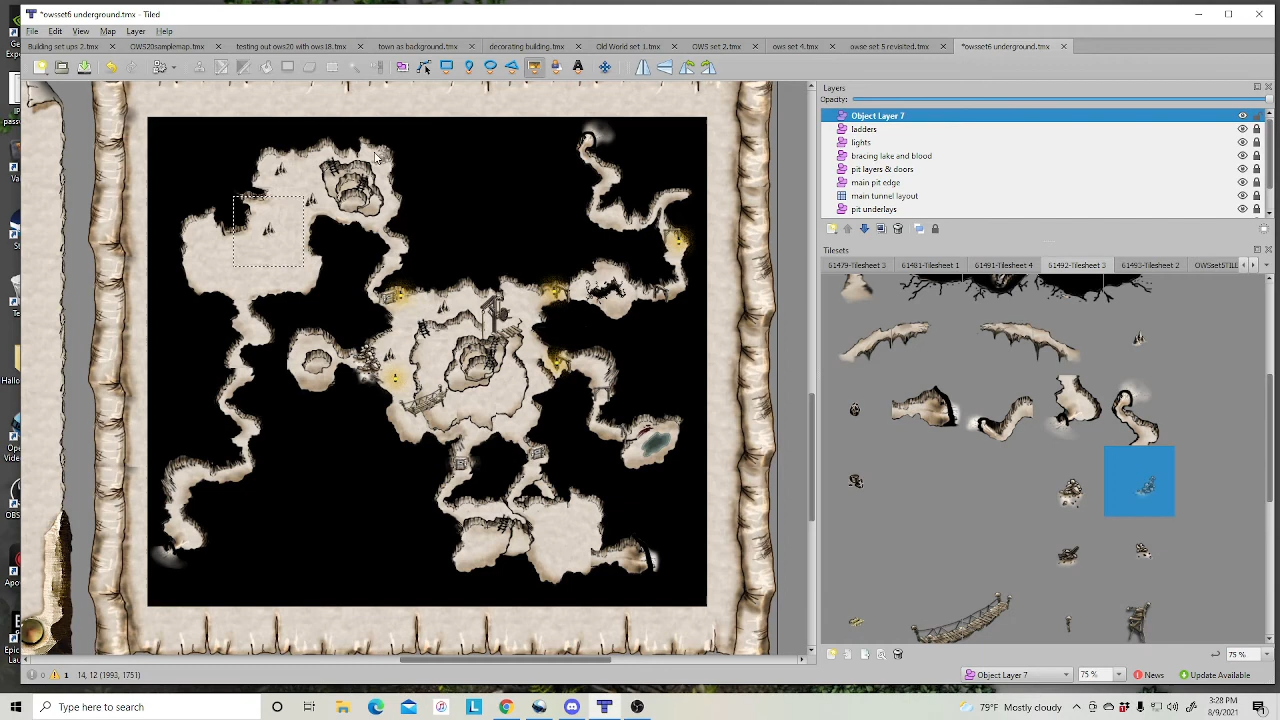 *owsset6 underground.tmx - Tiled
File Edit View Map Layer Help
Building set ups 2.tmx OWS20samplemap.tmx testing out ows20 with ows18.tmx town as background.tmx decorating building.tmx Old World set 1.tmx OWS set 2.tmx ows set 4.tmx owse set 5 revisited.tmx *owsset6 underground.tmx
Layers
Opacity:
Object Layer 7
ladders
lights
bracing lake and blood
pit layers & doors
main pit edge
main tunnel layout
pit underlays
Tilesets
61479-Tilesheet 3 61481-Tilesheet 1 61491-Tilesheet 4 61492-Tilesheet 3 61493-Tilesheet 2 OWSset5TILE
75 %
0 1 14, 12 (1993, 1751) Object Layer 7 75 % News Update Available
Type here to search
79°F Mostly cloudy
3:28 PM
8/9/2021